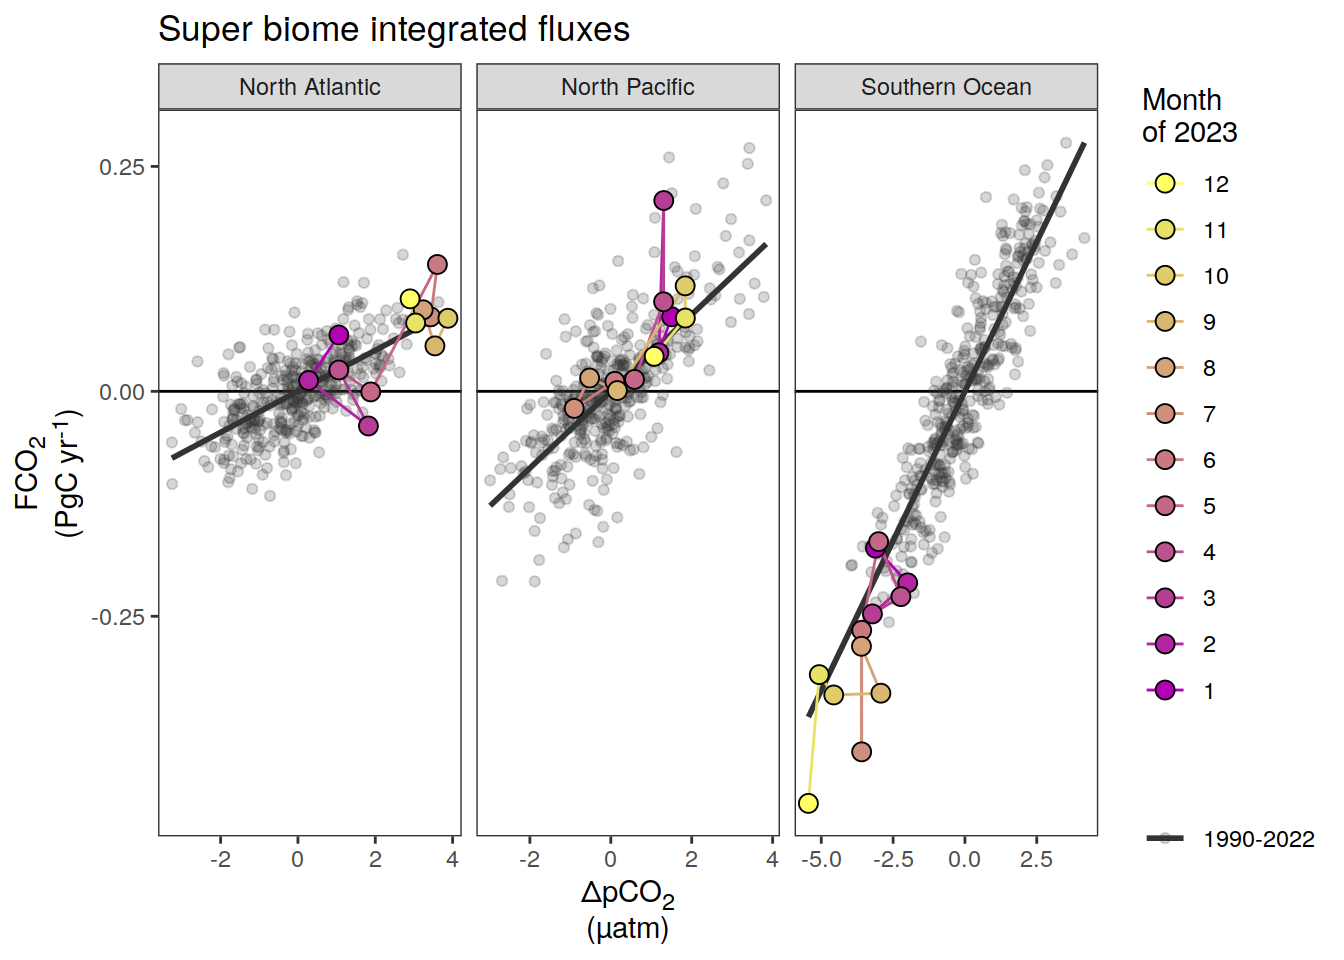 Super biome integrated fluxes
North Atlantic
North Pacific
Southern Ocean
0.25
0.00
-0.25
FCO₂
(PgC yr⁻¹)
-2 0 2 4
-2 0 2 4
-5.0 -2.5 0.0 2.5
ΔpCO₂
(µatm)
Month
of 2023
12
11
10
9
8
7
6
5
4
3
2
1
1990-2022